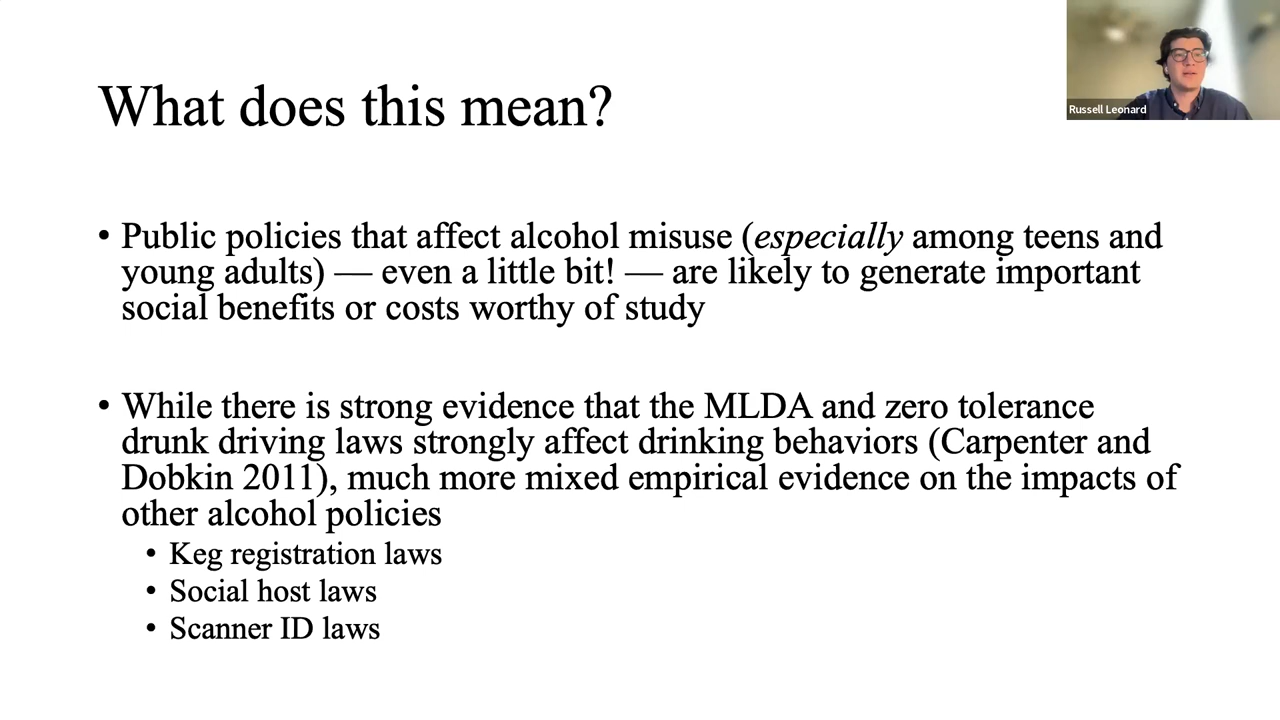 Russell Leonard
What does this mean?
• Public policies that affect alcohol misuse (especially among teens and
young adults) — even a little bit! — are likely to generate important
social benefits or costs worthy of study
• While there is strong evidence that the MLDA and zero tolerance
drunk driving laws strongly affect drinking behaviors (Carpenter and
Dobkin 2011), much more mixed empirical evidence on the impacts of
other alcohol policies
• Keg registration laws
• Social host laws
• Scanner ID laws